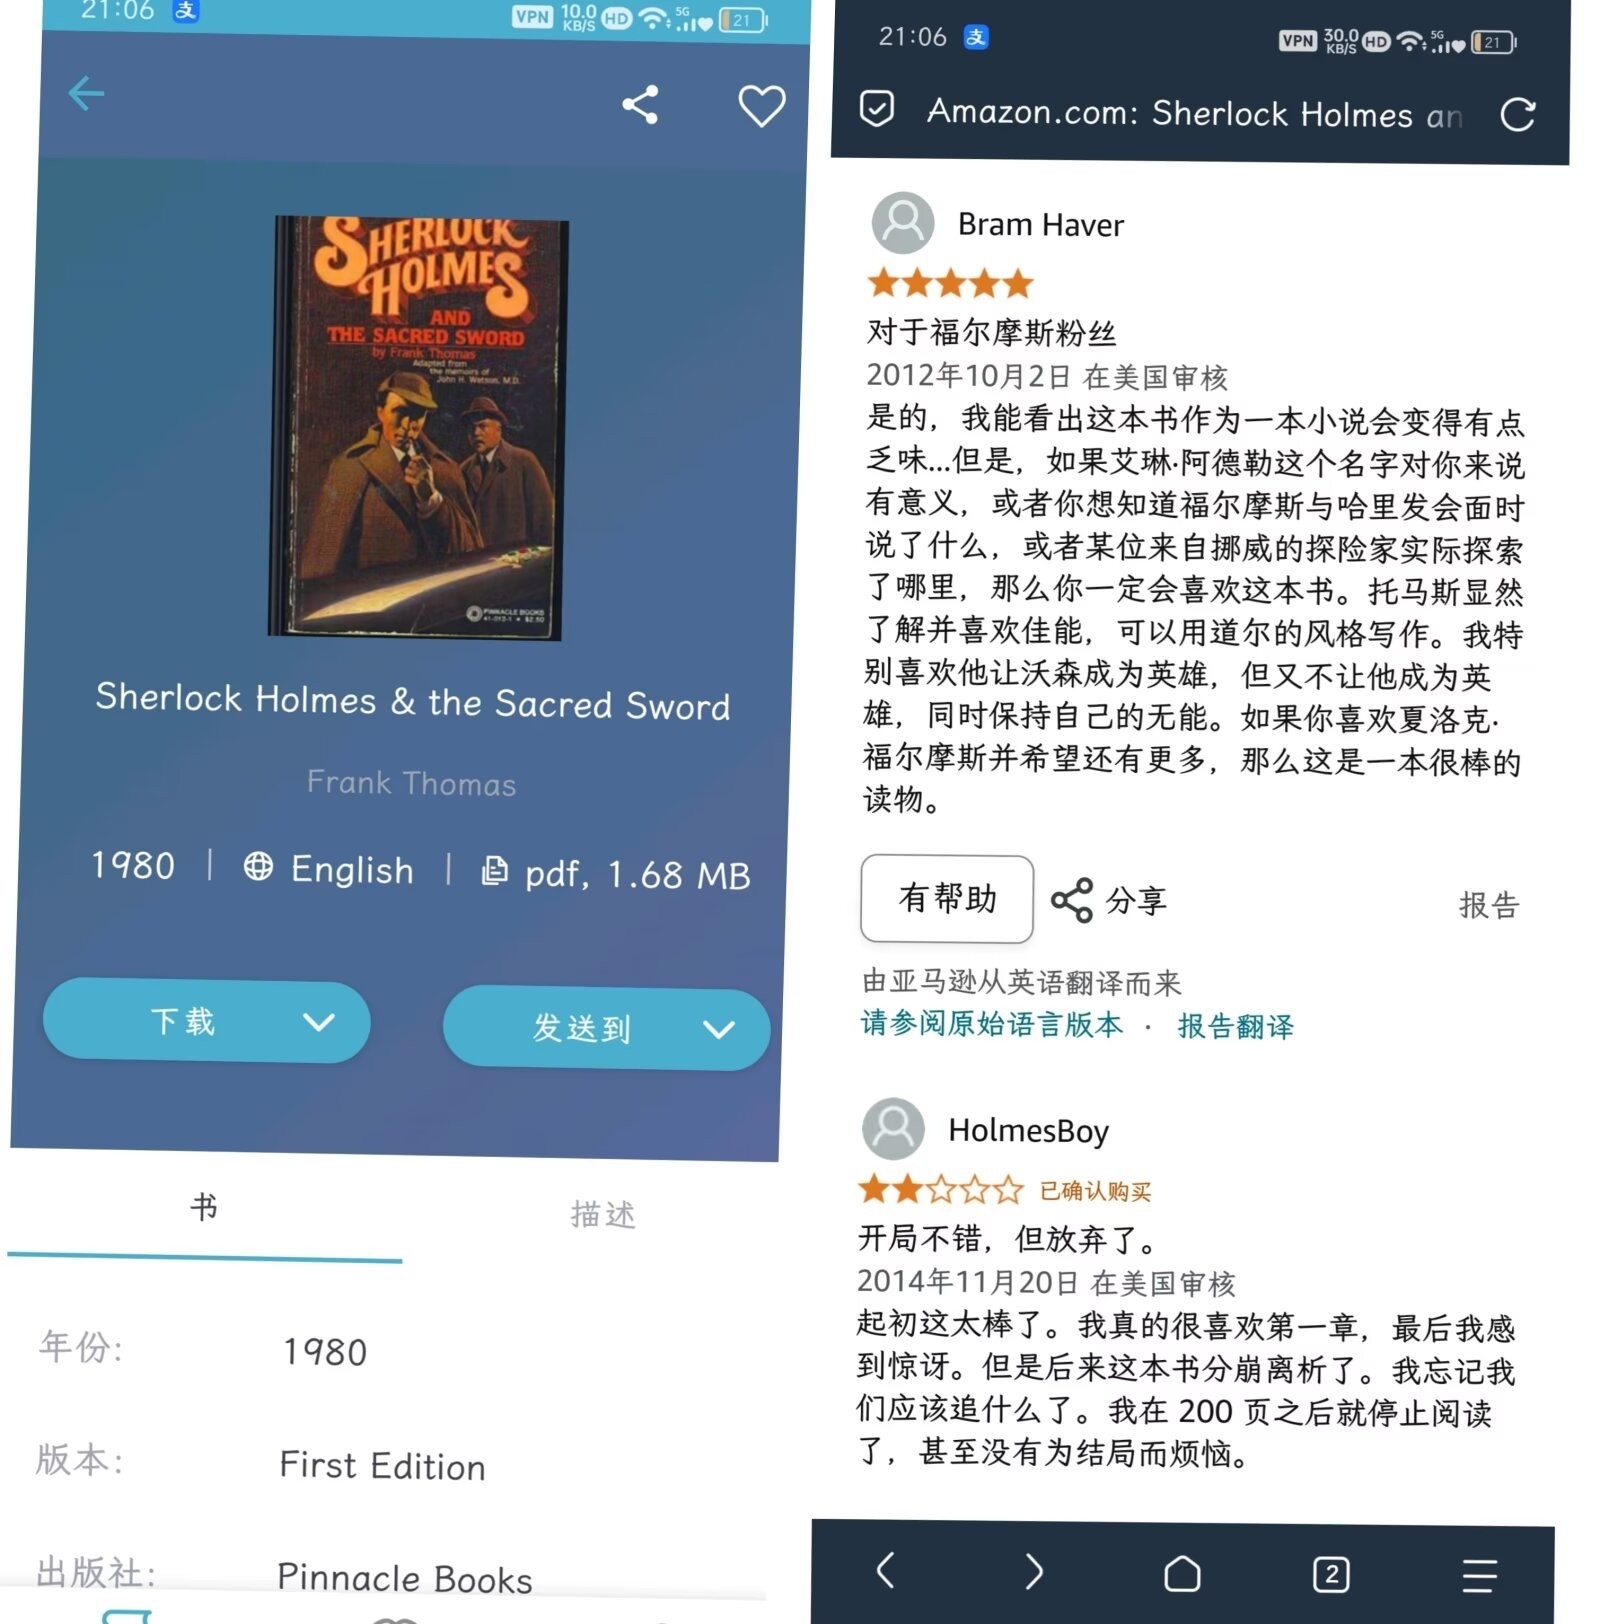 21:06 支
VPN 10.0 KB/S HD 5G 21
SHERLOCK
HOLMES
AND
THE SACRED SWORD
by Frank Thomas
Adapted from
the memoirs of
John H. Watson, M.D.
PINNACLE BOOKS
Sherlock Holmes & the Sacred Sword
Frank Thomas
1980 | English | pdf, 1.68 MB
下载
发送到
书
描述
年份: 1980
版本: First Edition
出版社: Pinnacle Books
21:06 支
VPN 30.0 KB/S HD 5G 21
Amazon.com: Sherlock Holmes an
Bram Haver
对于福尔摩斯粉丝
2012年10月2日 在美国审核
是的，我能看出这本书作为一本小说会变得有点
乏味...但是，如果艾琳·阿德勒这个名字对你来说
有意义，或者你想知道福尔摩斯与哈里发会面时
说了什么，或者某位来自挪威的探险家实际探索
了哪里，那么你一定会喜欢这本书。托马斯显然
了解并喜欢佳能，可以用道尔的风格写作。我特
别喜欢他让沃森成为英雄，但又不让他成为英
雄，同时保持自己的无能。如果你喜欢夏洛克·
福尔摩斯并希望还有更多，那么这是一本很棒的
读物。
有帮助
分享
报告
由亚马逊从英语翻译而来
请参阅原始语言版本 · 报告翻译
HolmesBoy
已确认购买
开局不错，但放弃了。
2014年11月20日 在美国审核
起初这太棒了。我真的很喜欢第一章，最后我感
到惊讶。但是后来这本书分崩离析了。我忘记我
们应该追什么了。我在 200 页之后就停止阅读
了，甚至没有为结局而烦恼。
2